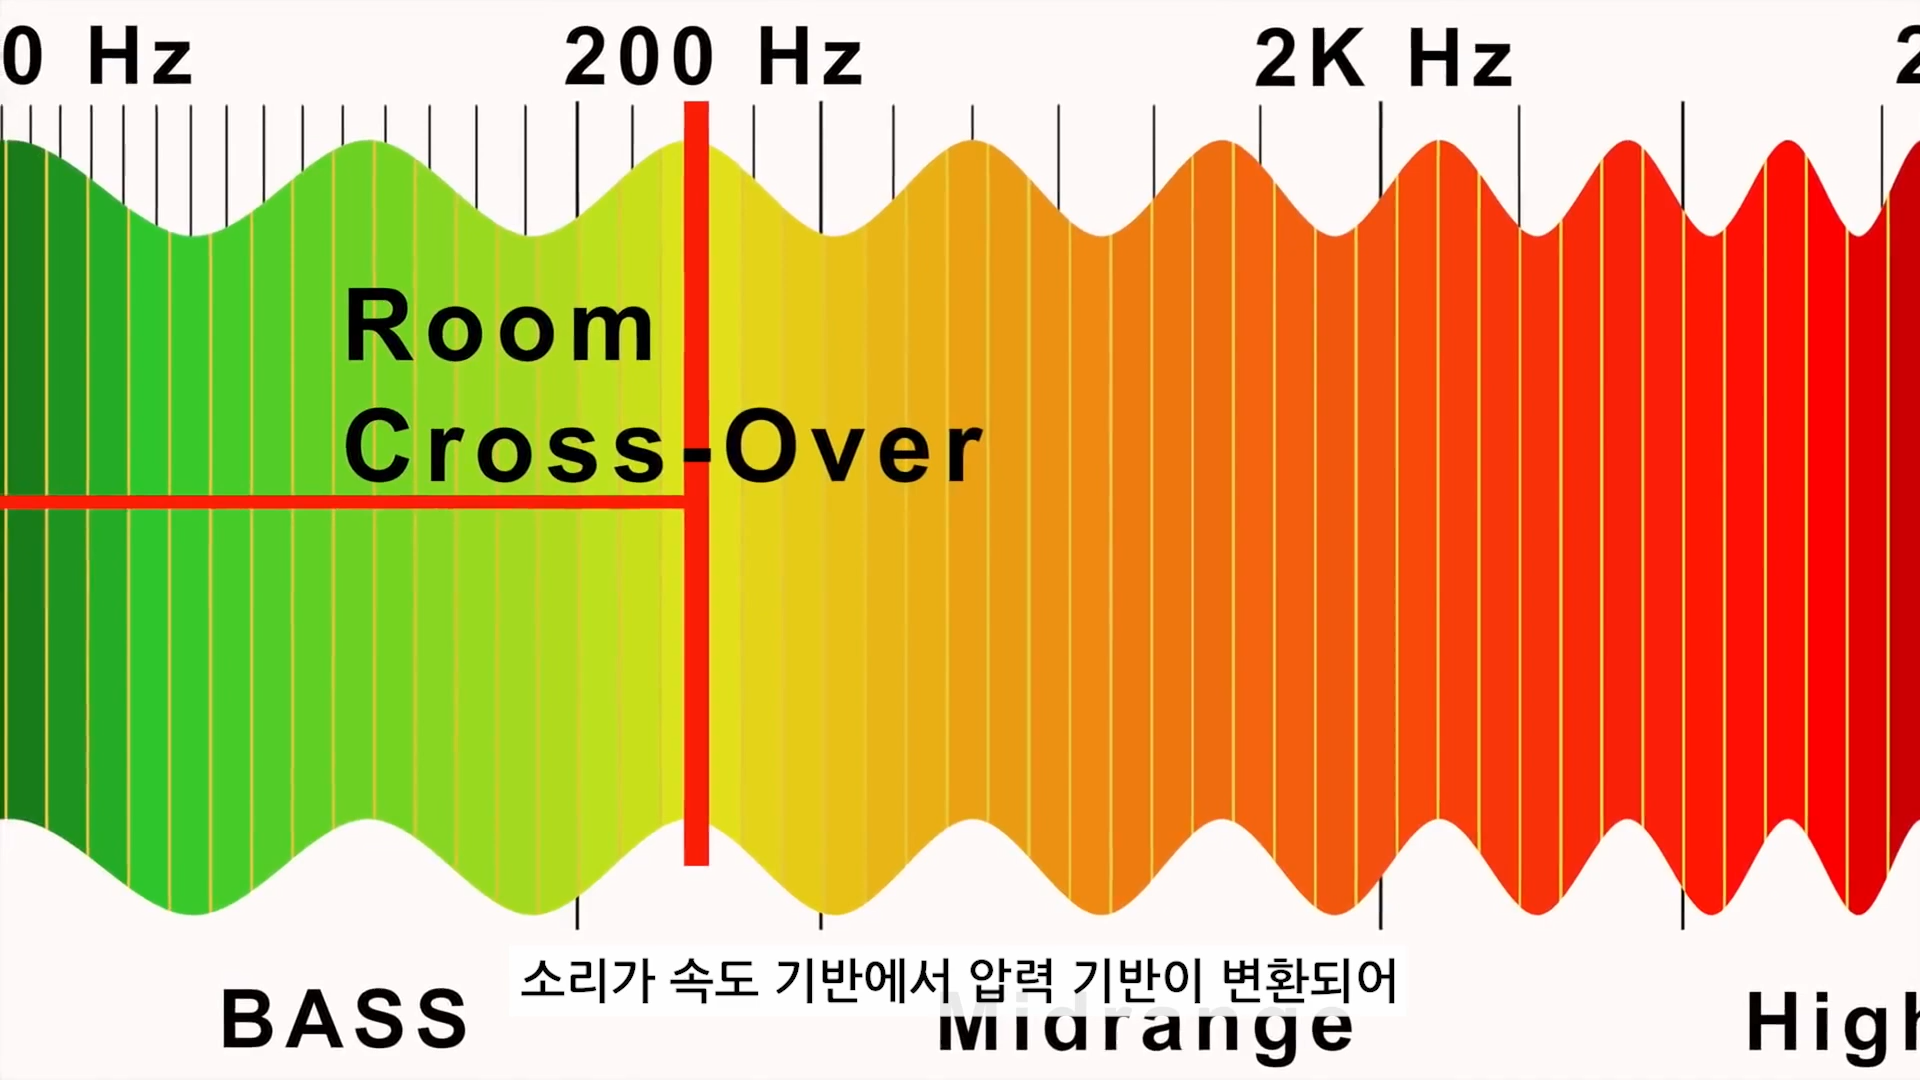 0 Hz 200 Hz 2K Hz 2
Room
Cross-Over
소리가 속도 기반에서 압력 기반이 변환되어
BASS Midrange High